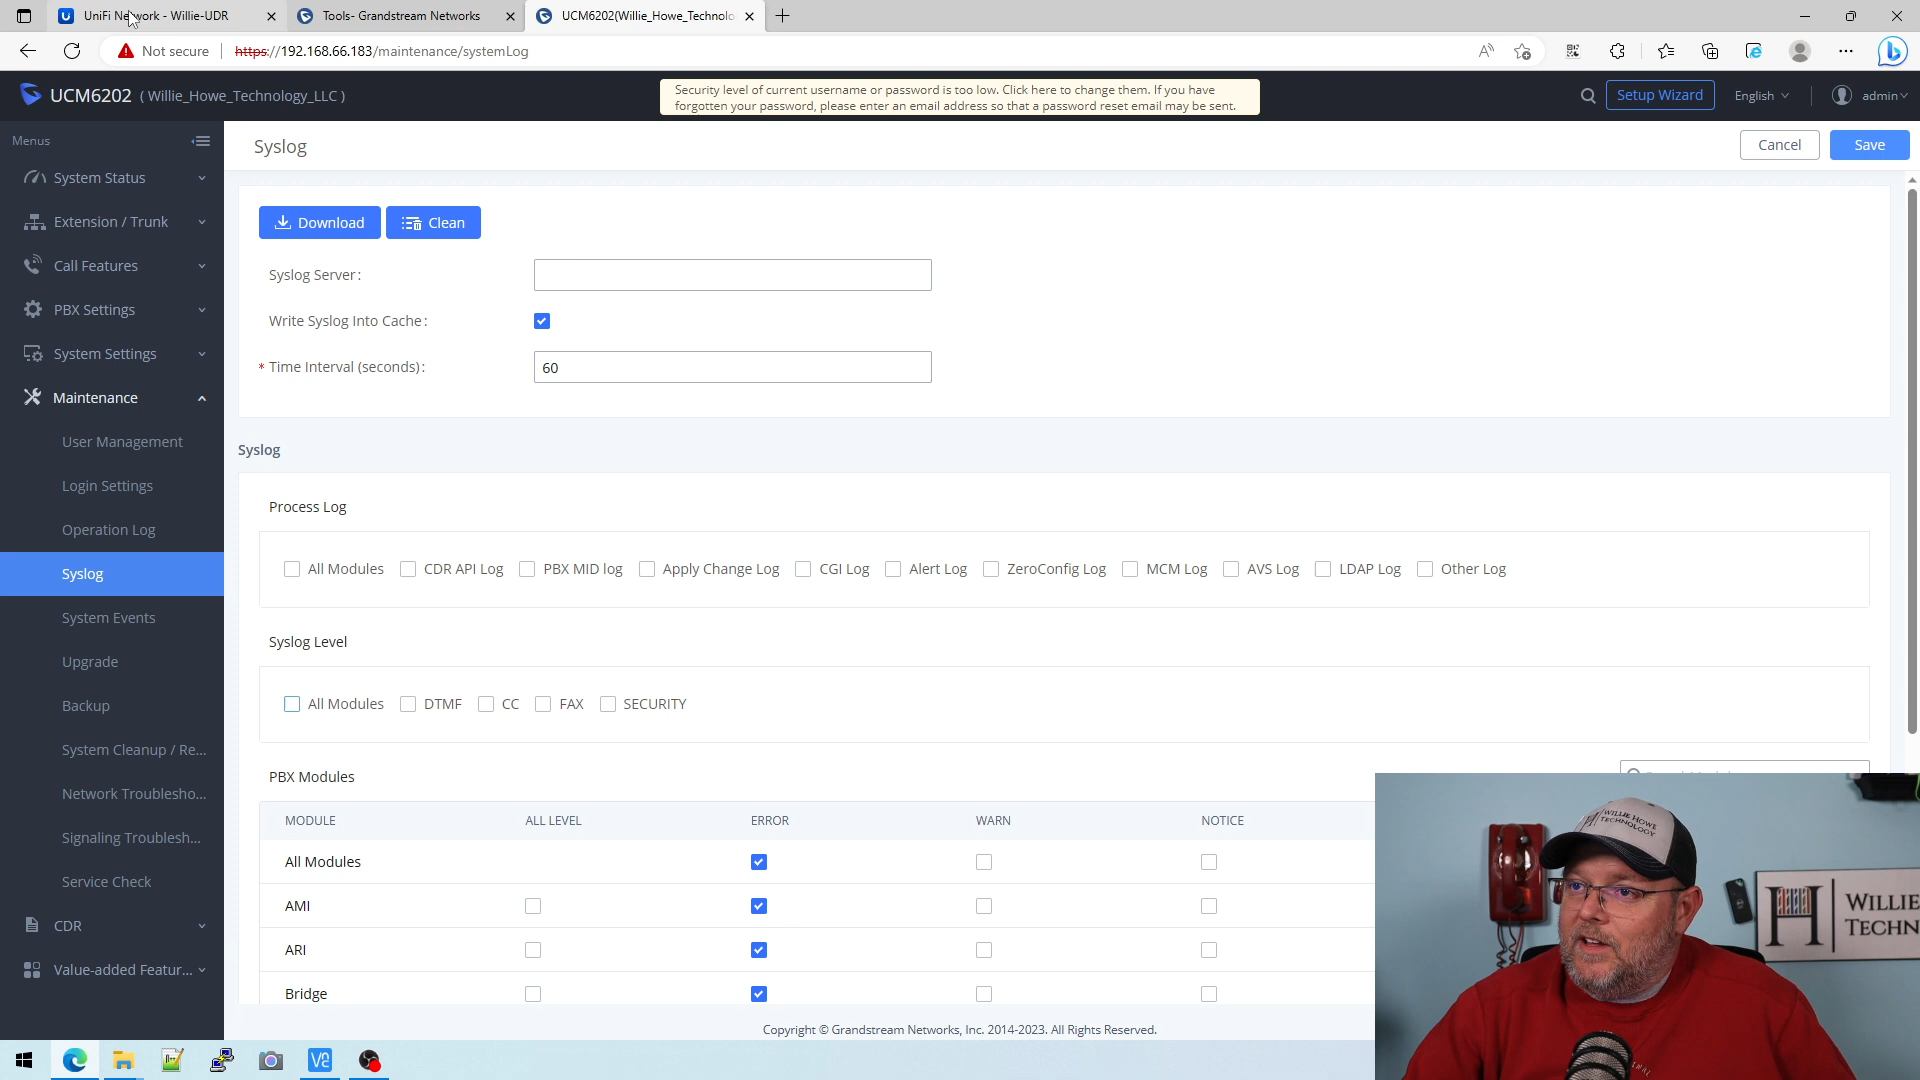 UniFi Network - Willie-UDR
Tools- Grandstream Networks
UCM6202(Willie_Howe_Technolo
Not secure
https://192.168.66.183/maintenance/systemLog
UCM6202 ( Willie_Howe_Technology_LLC )
Security level of current username or password is too low. Click here to change them. If you have
forgotten your password, please enter an email address so that a password reset email may be sent.
Setup Wizard
English
admin
Menus
System Status
Extension / Trunk
Call Features
PBX Settings
System Settings
Maintenance
User Management
Login Settings
Operation Log
Syslog
System Events
Upgrade
Backup
System Cleanup / Re...
Network Troublesho...
Signaling Troublesh...
Service Check
CDR
Value-added Featur...
Syslog
Cancel
Save
Download
Clean
Syslog Server:
Write Syslog Into Cache:
* Time Interval (seconds):
60
Syslog
Process Log
All Modules CDR API Log PBX MID log Apply Change Log CGI Log Alert Log ZeroConfig Log MCM Log AVS Log LDAP Log Other Log
Syslog Level
All Modules DTMF CC FAX SECURITY
PBX Modules
MODULE ALL LEVEL ERROR WARN NOTICE
All Modules
AMI
ARI
Bridge
Copyright © Grandstream Networks, Inc. 2014-2023. All Rights Reserved.
WILLIE HOWE
TECHNOLOGY
WILLIE
TECHN